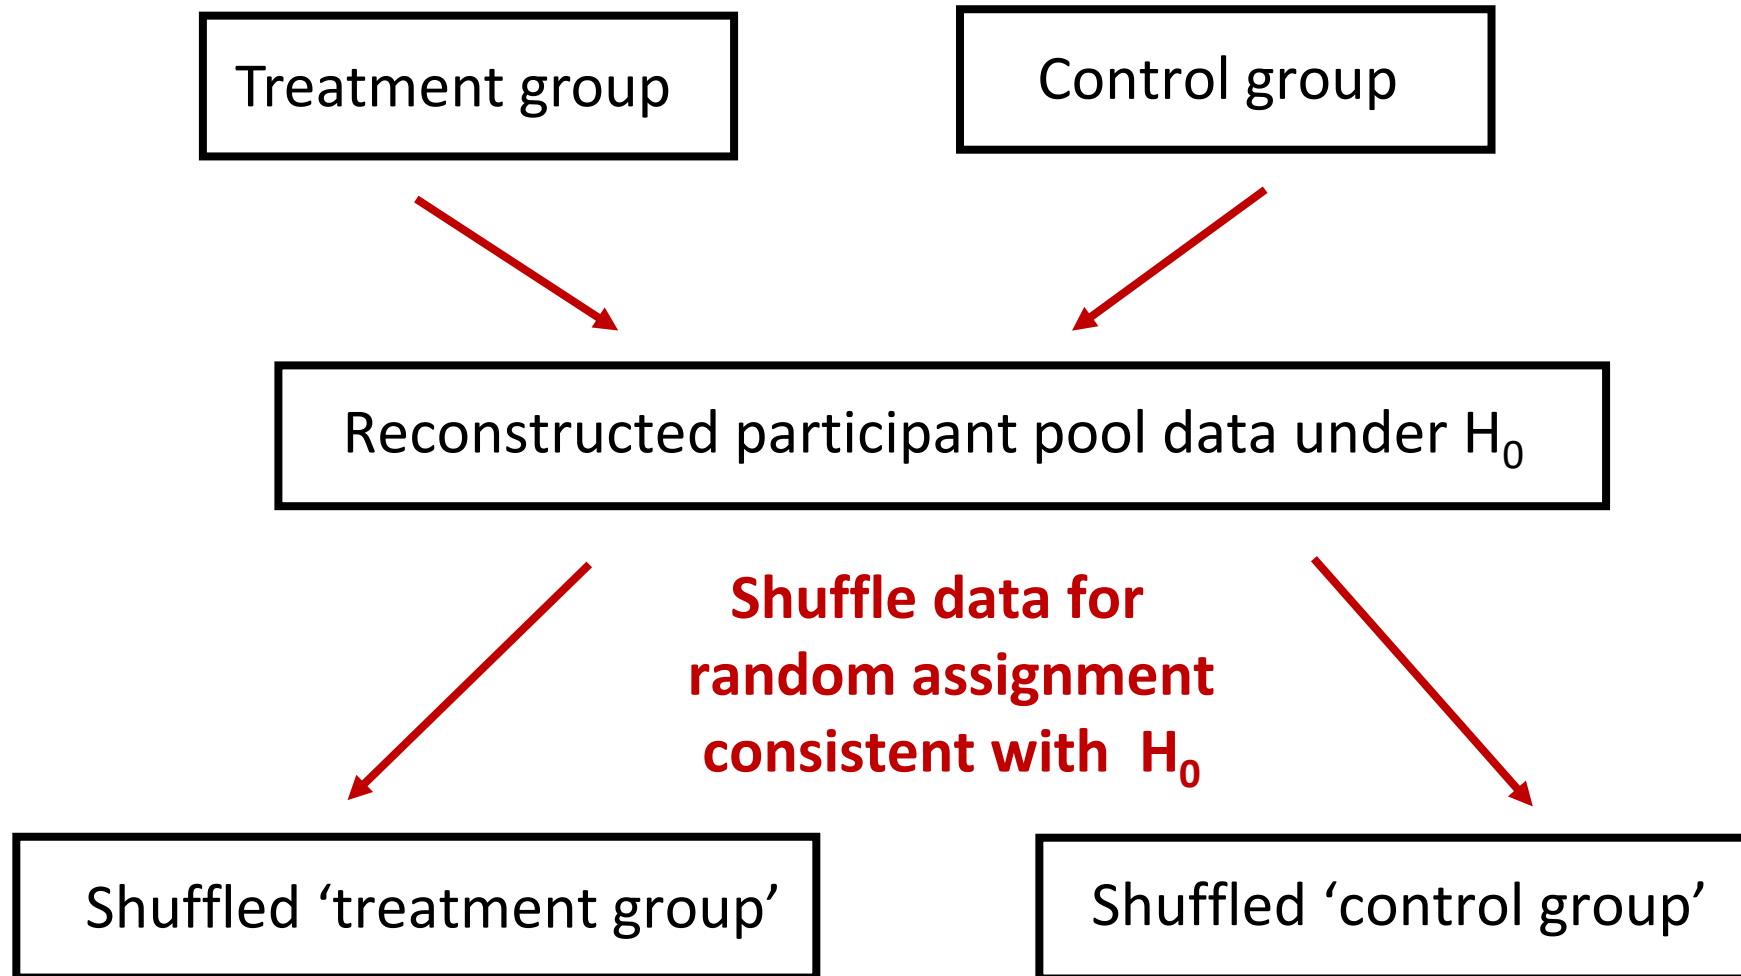 Treatment group
Control group
Reconstructed participant pool data under H₀
Shuffle data for
random assignment
consistent with H₀
Shuffled ‘treatment group’
Shuffled ‘control group’